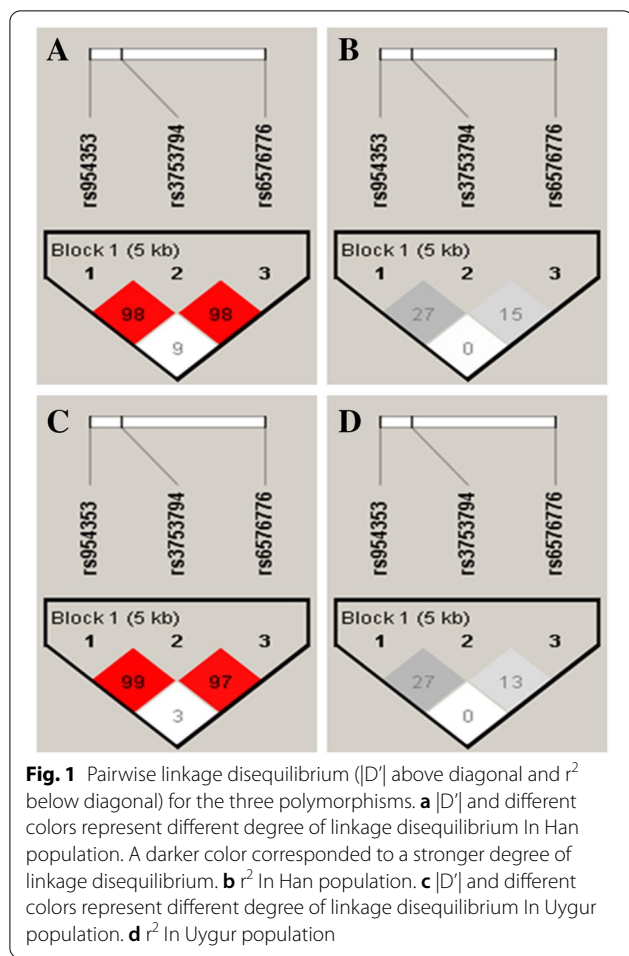 A
rs954353
rs3753794
rs6576776
Block 1 (5 kb)
1 2 3
98 98
9
B
rs954353
rs3753794
rs6576776
Block 1 (5 kb)
1 2 3
27 15
0
C
rs954353
rs3753794
rs6576776
Block 1 (5 kb)
1 2 3
99 97
3
D
rs954353
rs3753794
rs6576776
Block 1 (5 kb)
1 2 3
27 13
0
Fig. 1 Pairwise linkage disequilibrium (|D’| above diagonal and r²
below diagonal) for the three polymorphisms. a |D’| and different
colors represent different degree of linkage disequilibrium In Han
population. A darker color corresponded to a stronger degree of
linkage disequilibrium. b r² In Han population. c |D’| and different
colors represent different degree of linkage disequilibrium In Uygur
population. d r² In Uygur population